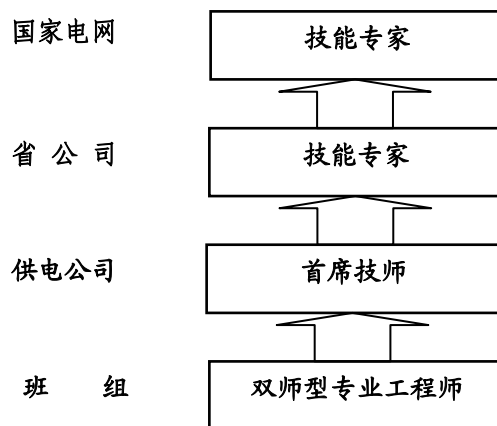 国家电网 技能专家
省 公 司 技能专家
供电公司 首席技师
班 组 双师型专业工程师